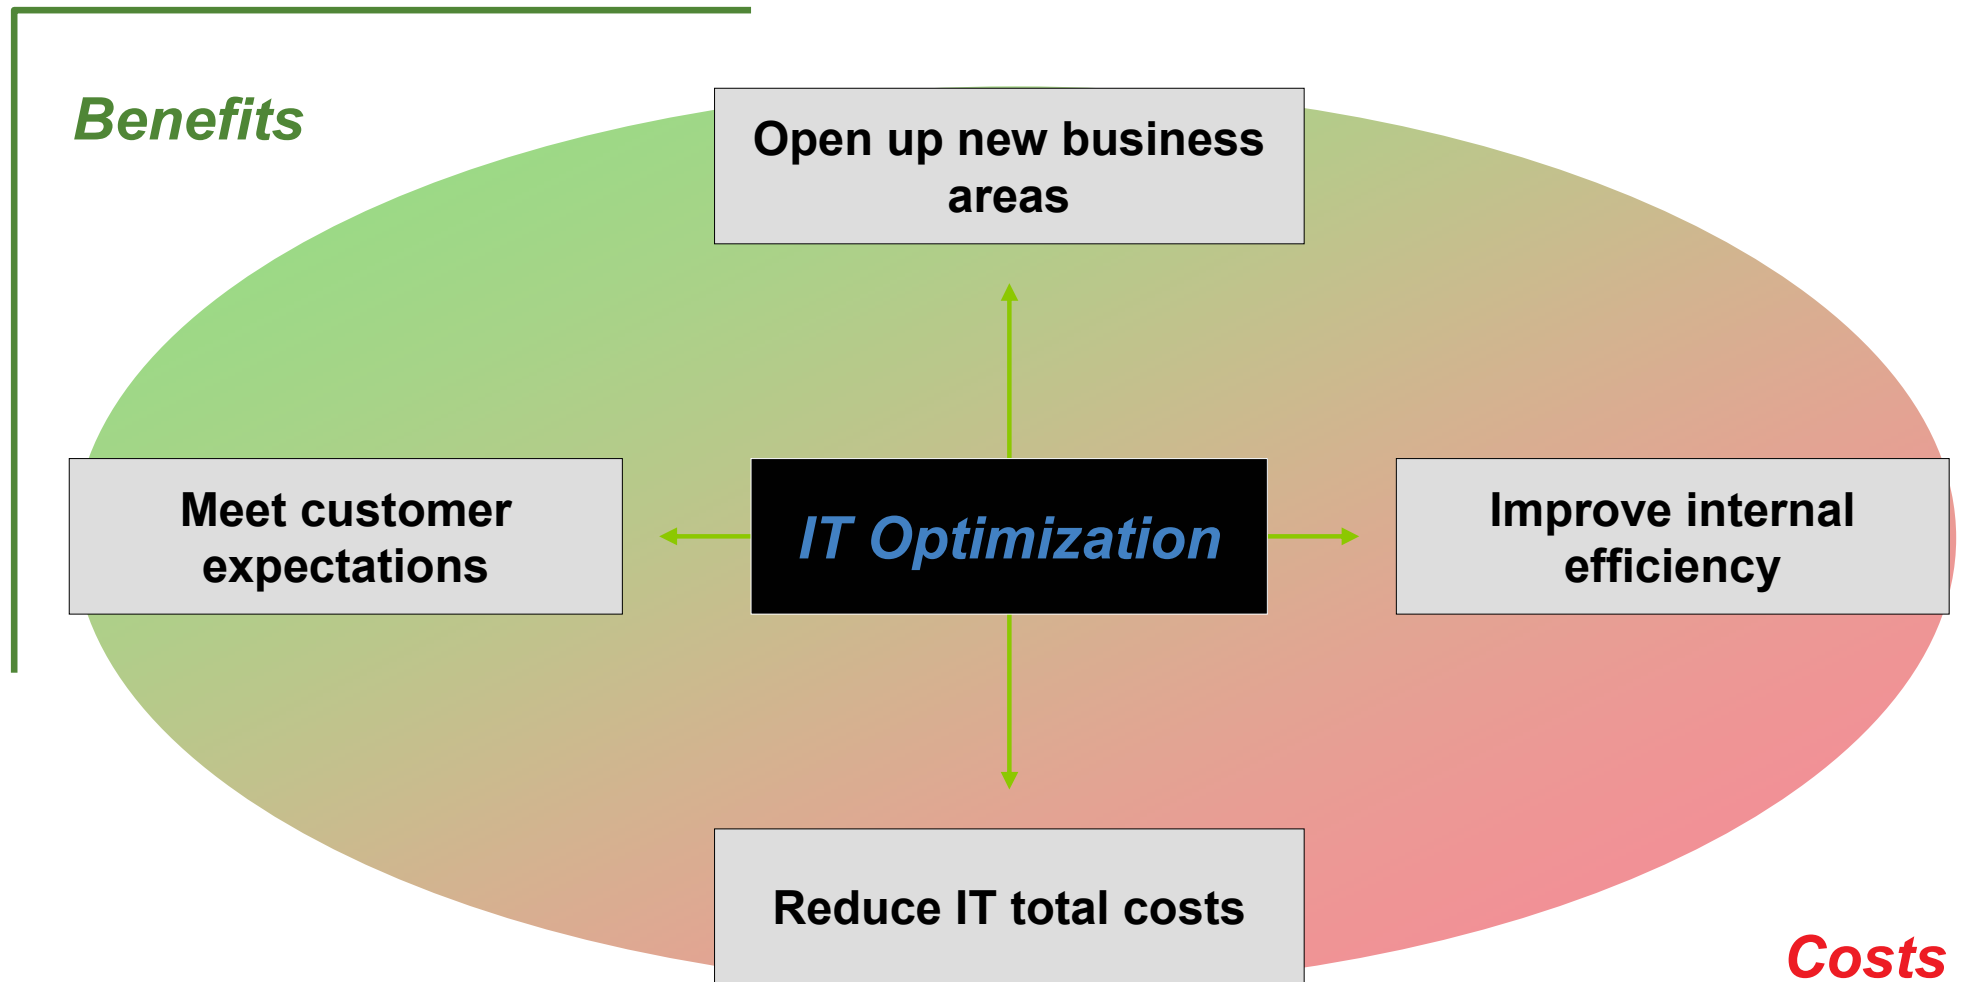 Benefits
Open up new business
areas
Meet customer
expectations
IT Optimization
Improve internal
efficiency
Reduce IT total costs
Costs